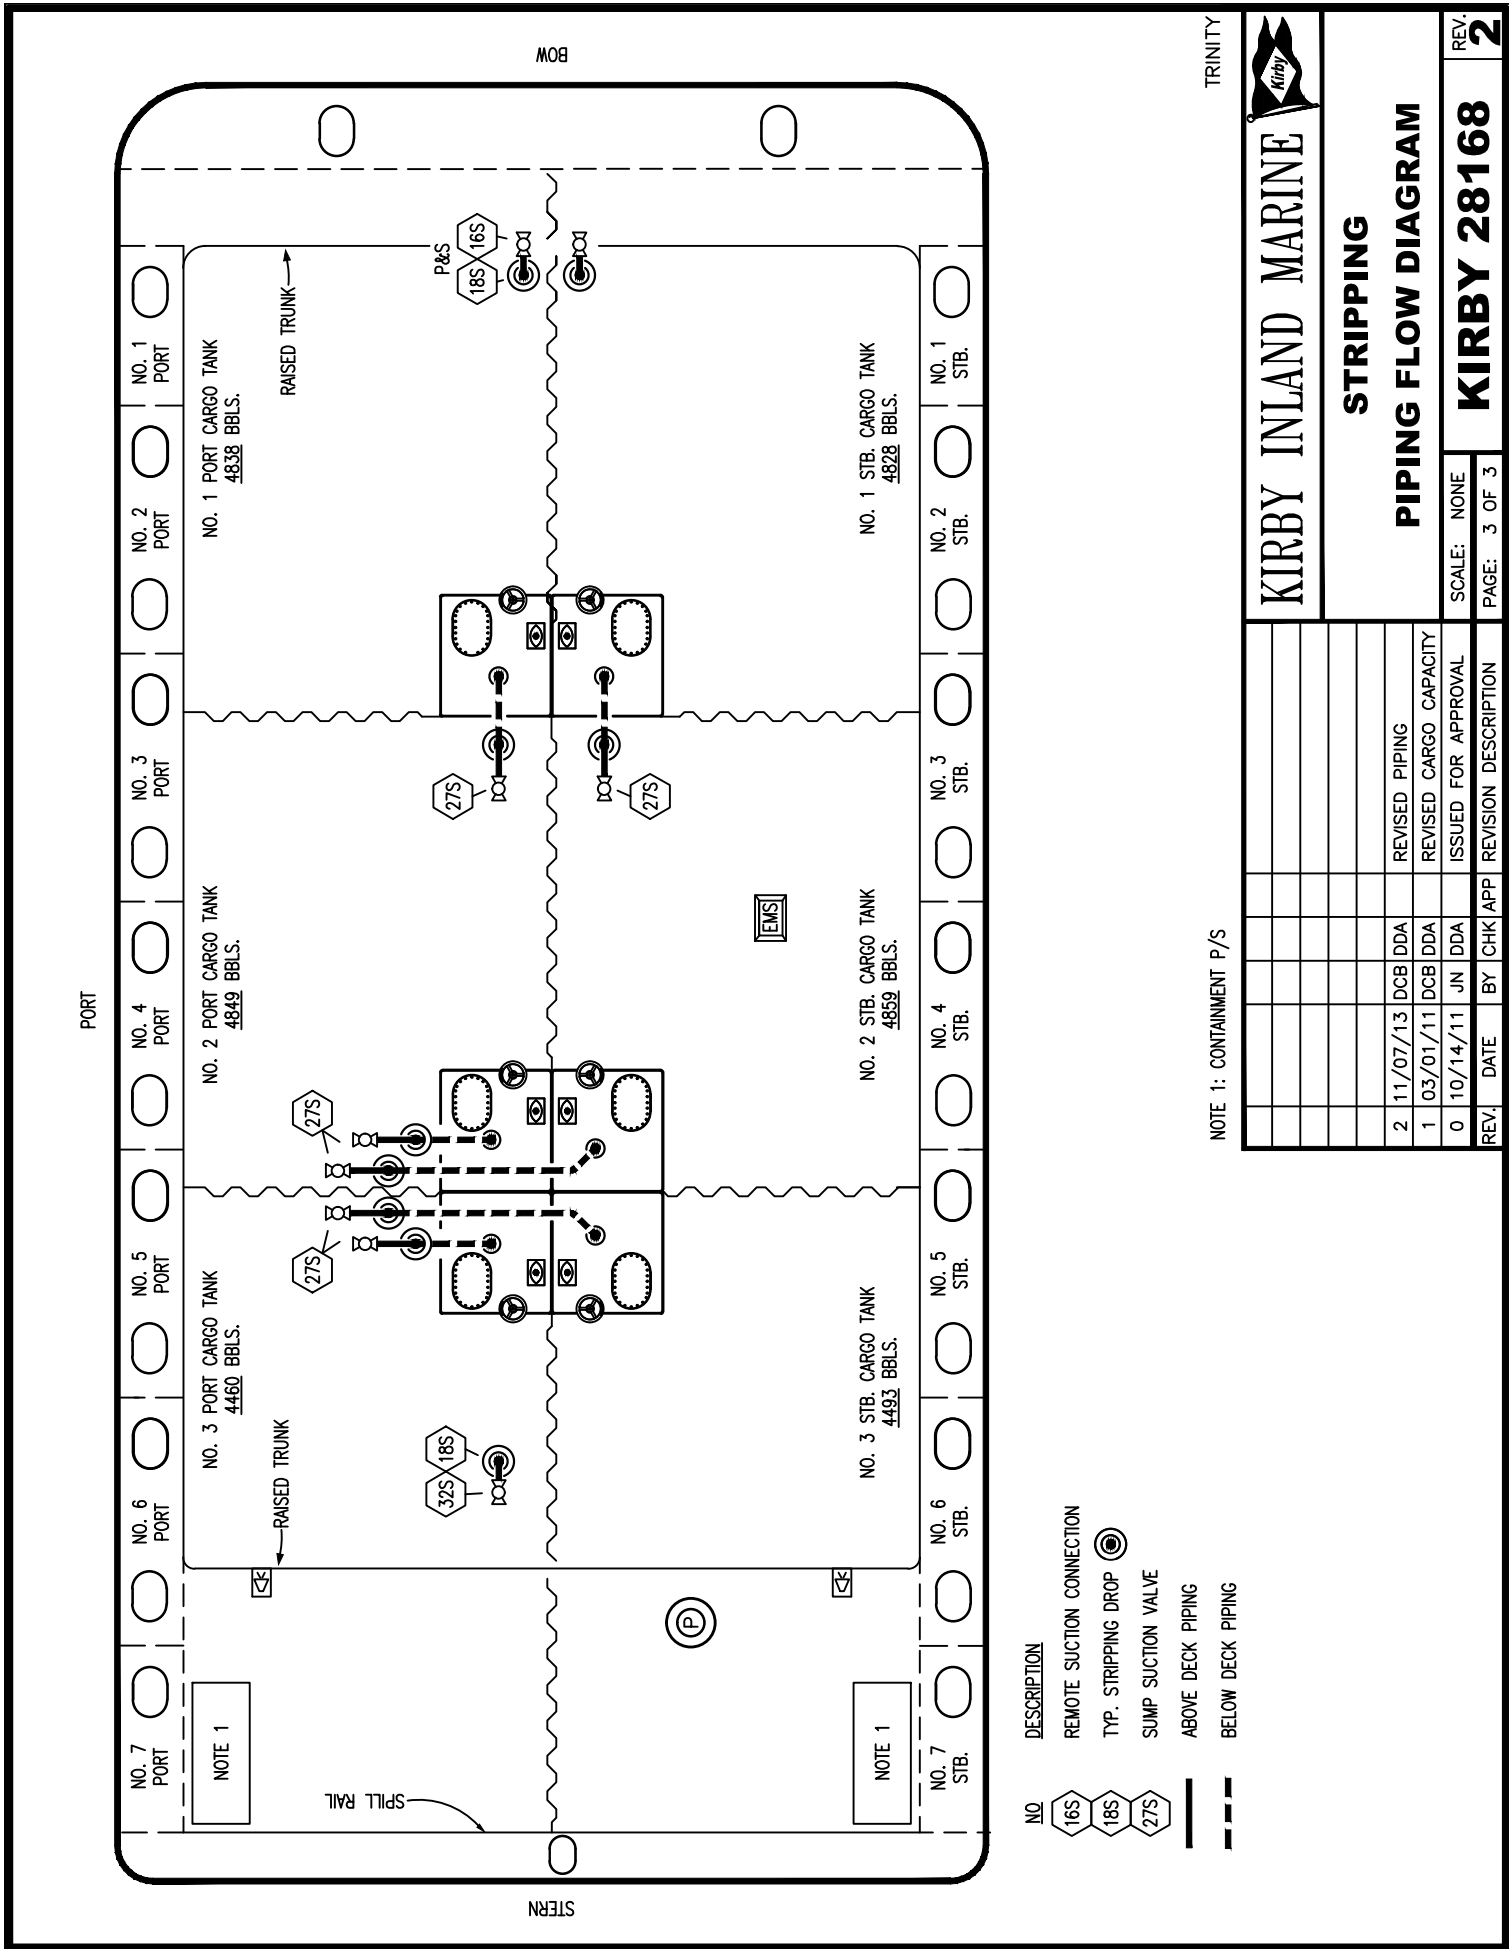 PORT
BOW
STERN
NO. 7
PORT
NO. 6
PORT
NO. 5
PORT
NO. 4
PORT
NO. 3
PORT
NO. 2
PORT
NO. 1
PORT
NO. 3 PORT CARGO TANK
4460 BBLS.
NO. 2 PORT CARGO TANK
4849 BBLS.
NO. 1 PORT CARGO TANK
4838 BBLS.
NOTE 1
RAISED TRUNK
RAISED TRUNK
SPILL RAIL
27S
27S
32S
18S
27S
P&S
18S
16S
27S
P
EMS
NO. 3 STB. CARGO TANK
4493 BBLS.
NO. 2 STB. CARGO TANK
4859 BBLS.
NO. 1 STB. CARGO TANK
4828 BBLS.
NOTE 1
NO. 7
STB.
NO. 6
STB.
NO. 5
STB.
NO. 4
STB.
NO. 3
STB.
NO. 2
STB.
NO. 1
STB.
NO DESCRIPTION
16S REMOTE SUCTION CONNECTION
18S TYP. STRIPPING DROP
27S SUMP SUCTION VALVE
ABOVE DECK PIPING
BELOW DECK PIPING
NOTE 1: CONTAINMENT P/S
TRINITY
KIRBY INLAND MARINE
Kirby
STRIPPING
PIPING FLOW DIAGRAM
2 11/07/13 DCB DDA REVISED PIPING
1 03/01/11 DCB DDA REVISED CARGO CAPACITY
0 10/14/11 JN DDA ISSUED FOR APPROVAL
REV. DATE BY CHK APP REVISION DESCRIPTION
SCALE: NONE
PAGE: 3 OF 3
KIRBY 28168
REV.
2